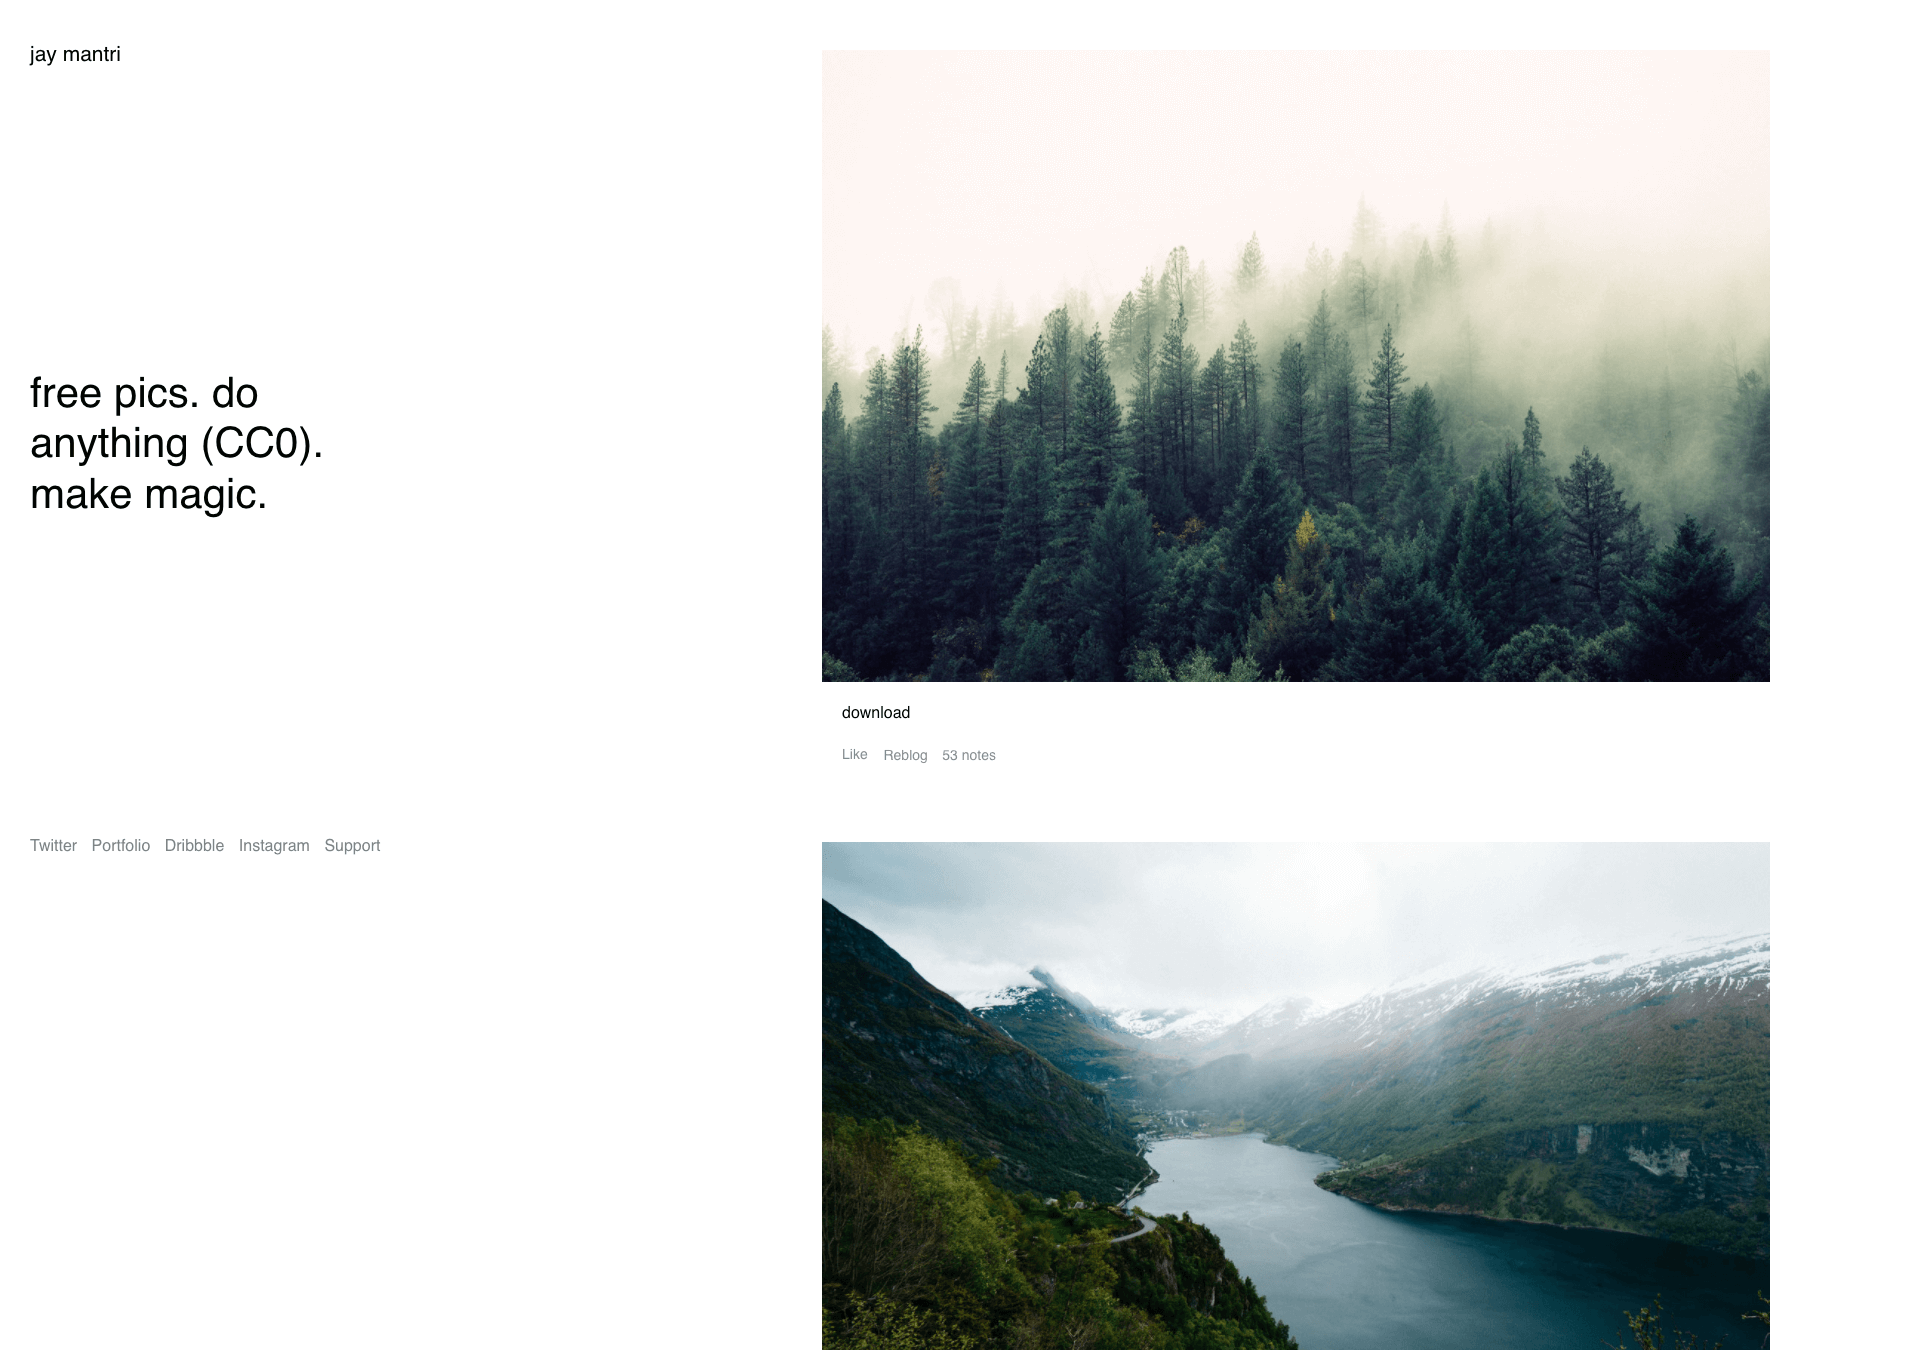 jay mantri
free pics. do
anything (CC0).
make magic.
Twitter Portfolio Dribbble Instagram Support
download
Like Reblog 53 notes